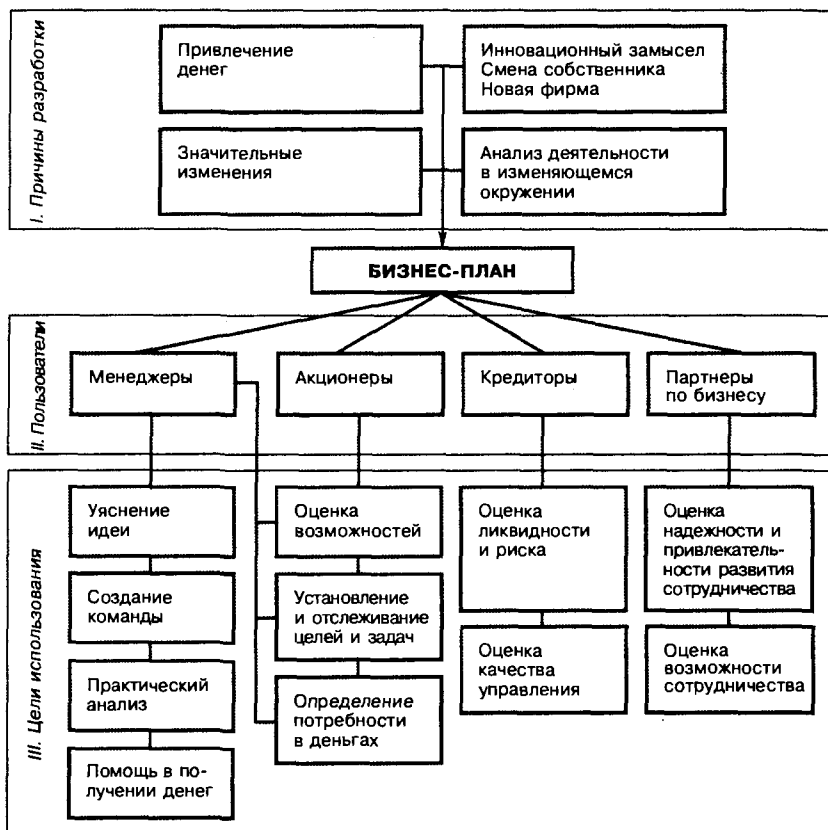 I. Причины разработки
Привлечение
денег
Инновационный замысел
Смена собственника
Новая фирма
Значительные
изменения
Анализ деятельности
в изменяющемся
окружении
БИЗНЕС-ПЛАН
II. Пользователи
Менеджеры
Акционеры
Кредиторы
Партнеры
по бизнесу
III. Цели использования
Уяснение
идеи
Создание
команды
Практический
анализ
Помощь в по-
лучении денег
Оценка
возможностей
Установление
и отслеживание
целей и задач
Определение
потребности
в деньгах
Оценка
ликвидности
и риска
Оценка
качества
управления
Оценка
надежности и
привлекатель-
ности развития
сотрудничества
Оценка
возможности
сотрудничества